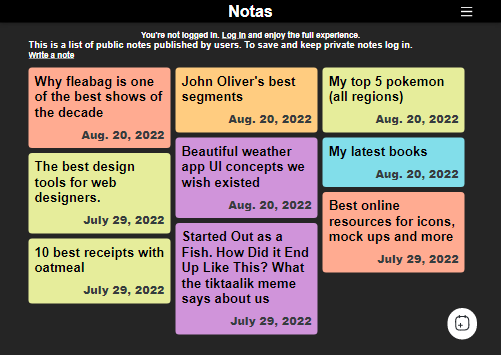 Notas
You're not logged in. Log in and enjoy the full experience.
This is a list of public notes published by users. To save and keep private notes log in.
Write a note
Why fleabag is one
of the best shows of
the decade
Aug. 20, 2022
The best design
tools for web
designers.
July 29, 2022
10 best receipts with
oatmeal
July 29, 2022
John Oliver's best
segments
Aug. 20, 2022
Beautiful weather
app UI concepts we
wish existed
Aug. 20, 2022
Started Out as a
Fish. How Did it End
Up Like This? What
the tiktaalik meme
says about us
July 29, 2022
My top 5 pokemon
(all regions)
Aug. 20, 2022
My latest books
Aug. 20, 2022
Best online
resources for icons,
mock ups and more
July 29, 2022